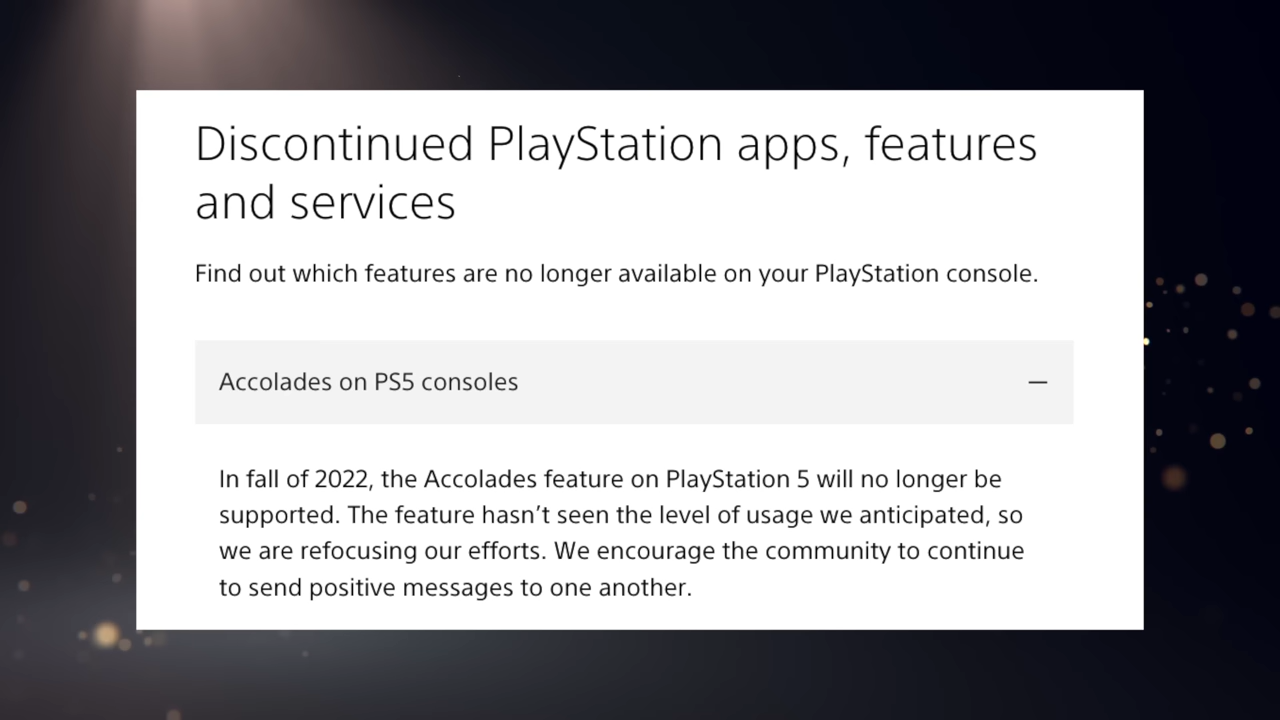 Discontinued PlayStation apps, features
and services
Find out which features are no longer available on your PlayStation console.
Accolades on PS5 consoles
In fall of 2022, the Accolades feature on PlayStation 5 will no longer be
supported. The feature hasn’t seen the level of usage we anticipated, so
we are refocusing our efforts. We encourage the community to continue
to send positive messages to one another.